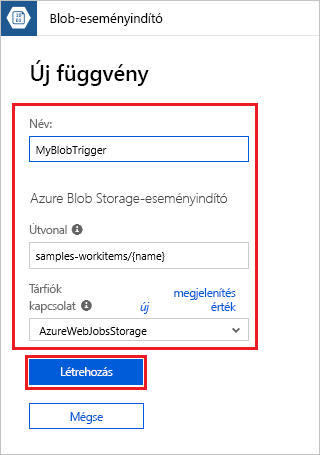 Blob-eseményindító
Új függvény
Név:
MyBlobTrigger
Azure Blob Storage-eseményindító
Útvonal
samples-workitems/{name}
Tárfiók
kapcsolat új megjelenítés
érték
AzureWebJobsStorage
Létrehozás
Mégse